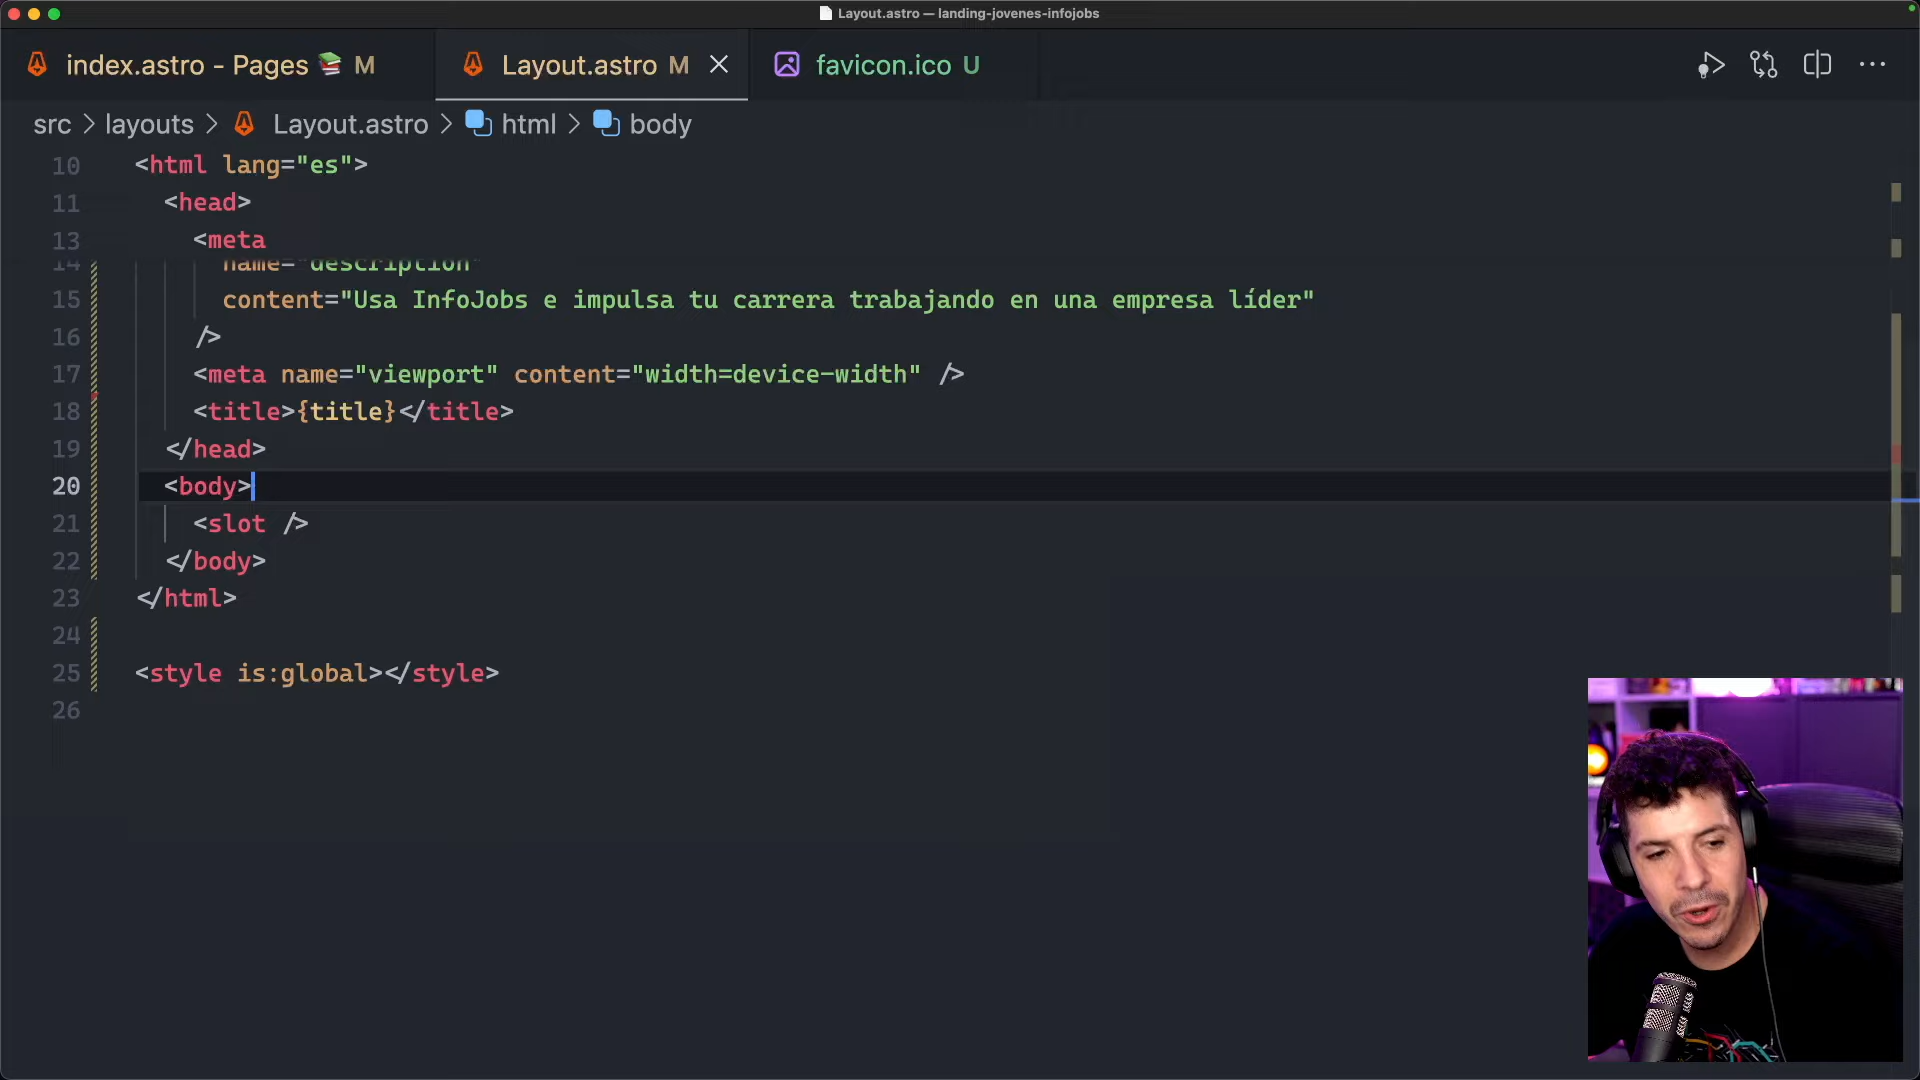 Layout.astro — landing-jovenes-infojobs
index.astro - Pages 📚 M
Layout.astro M
favicon.ico U
src > layouts > Layout.astro > html > body
10 <html lang="es">
11 <head>
13 <meta
14 name="description"
15 content="Usa InfoJobs e impulsa tu carrera trabajando en una empresa líder"
16 />
17 <meta name="viewport" content="width=device-width" />
18 <title>{title}</title>
19 </head>
20 <body>
21 <slot />
22 </body>
23 </html>
24
25 <style is:global></style>
26